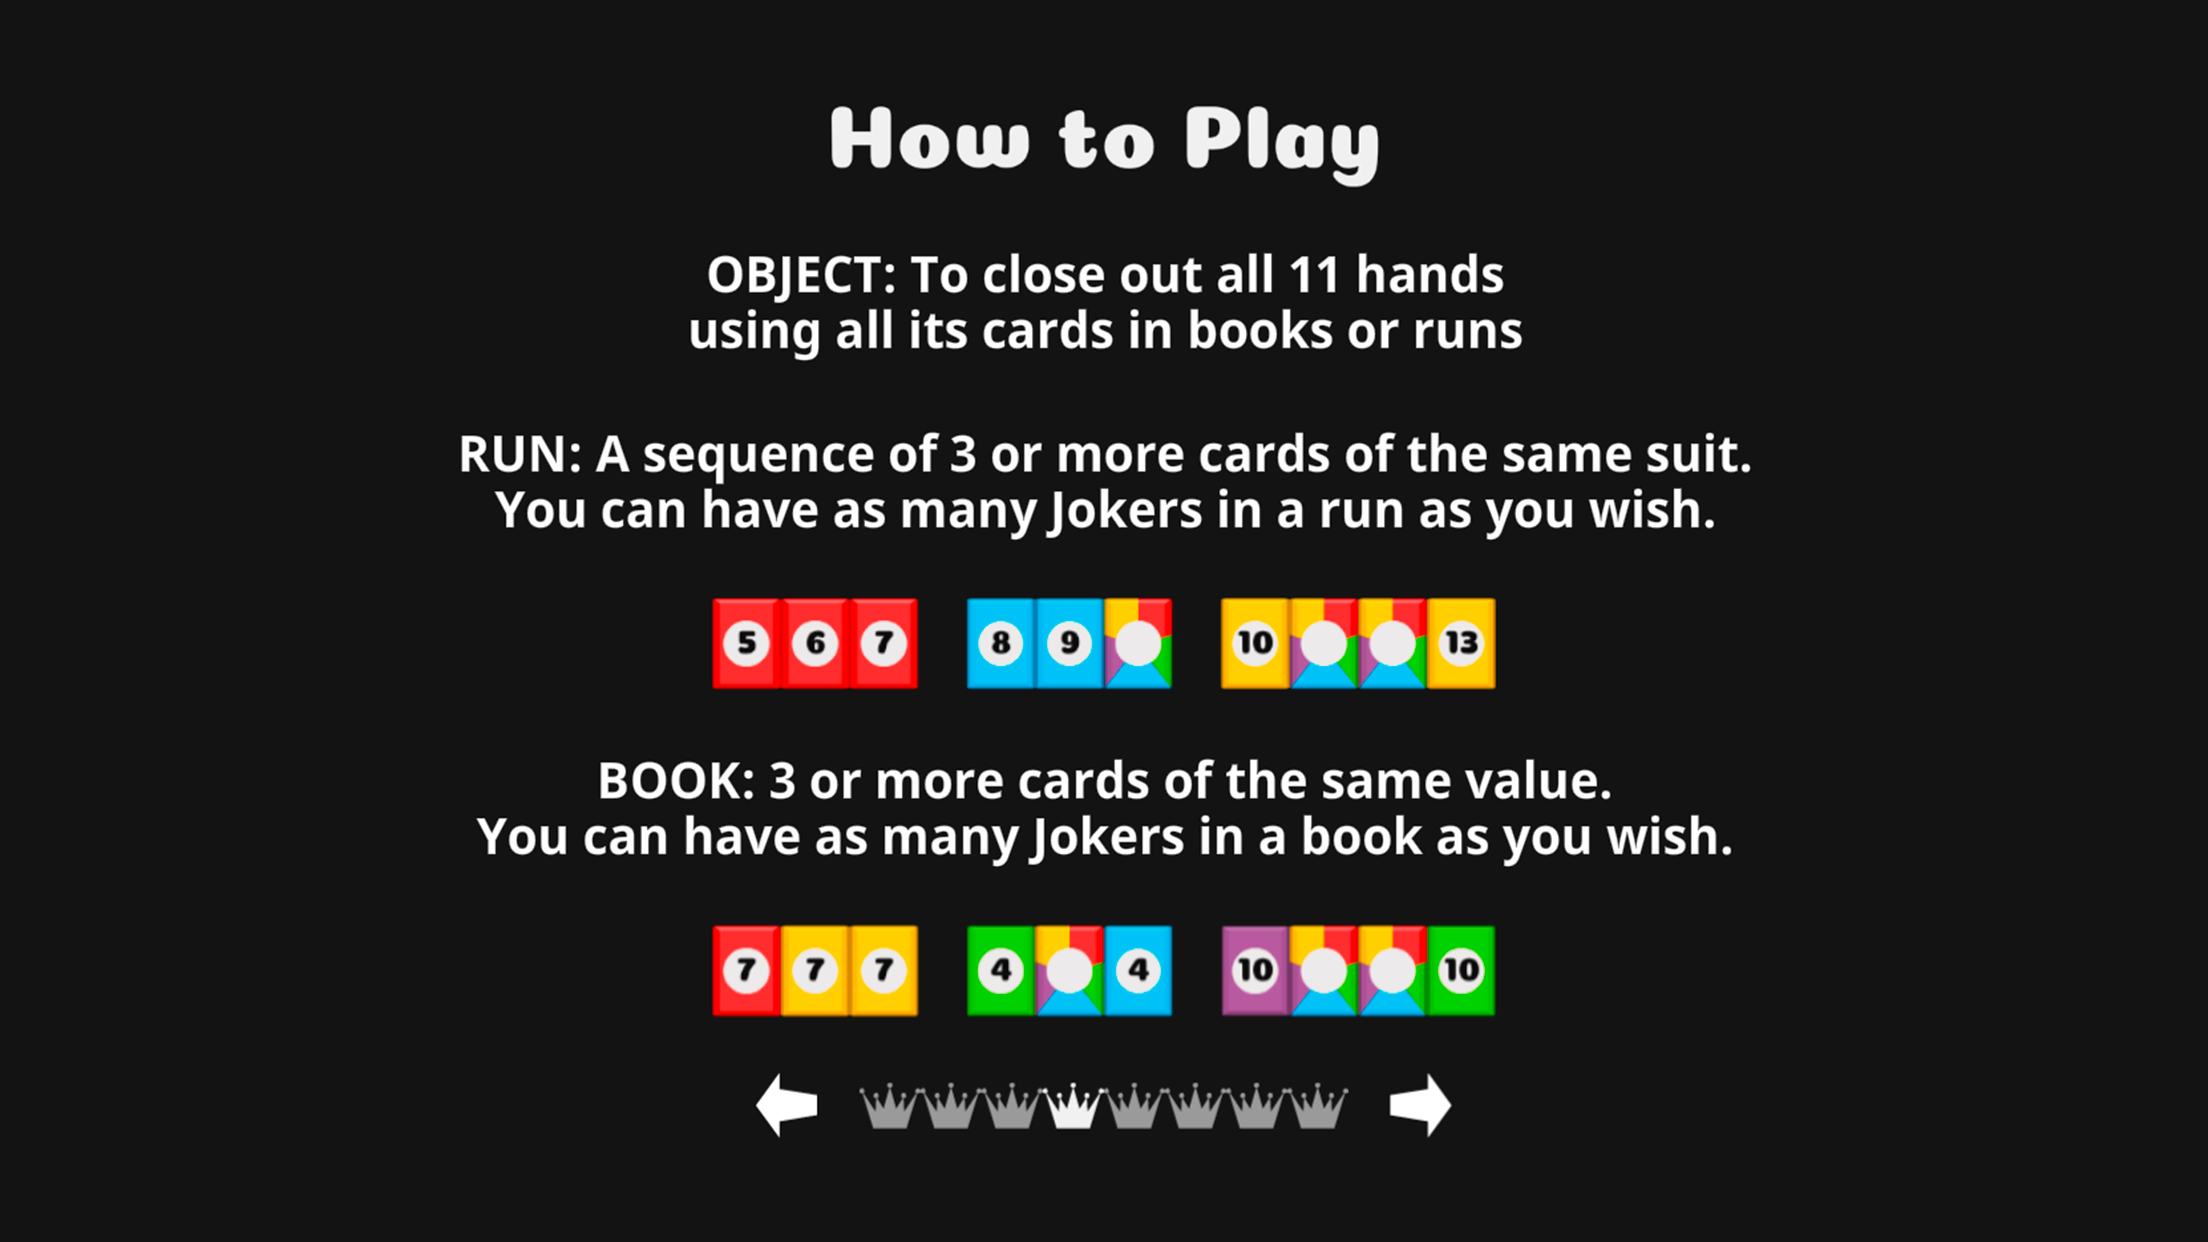 How to Play
OBJECT: To close out all 11 hands
using all its cards in books or runs
RUN: A sequence of 3 or more cards of the same suit.
You can have as many Jokers in a run as you wish.
5 6 7 8 9 10 13
BOOK: 3 or more cards of the same value.
You can have as many Jokers in a book as you wish.
7 7 7 4 4 10 10